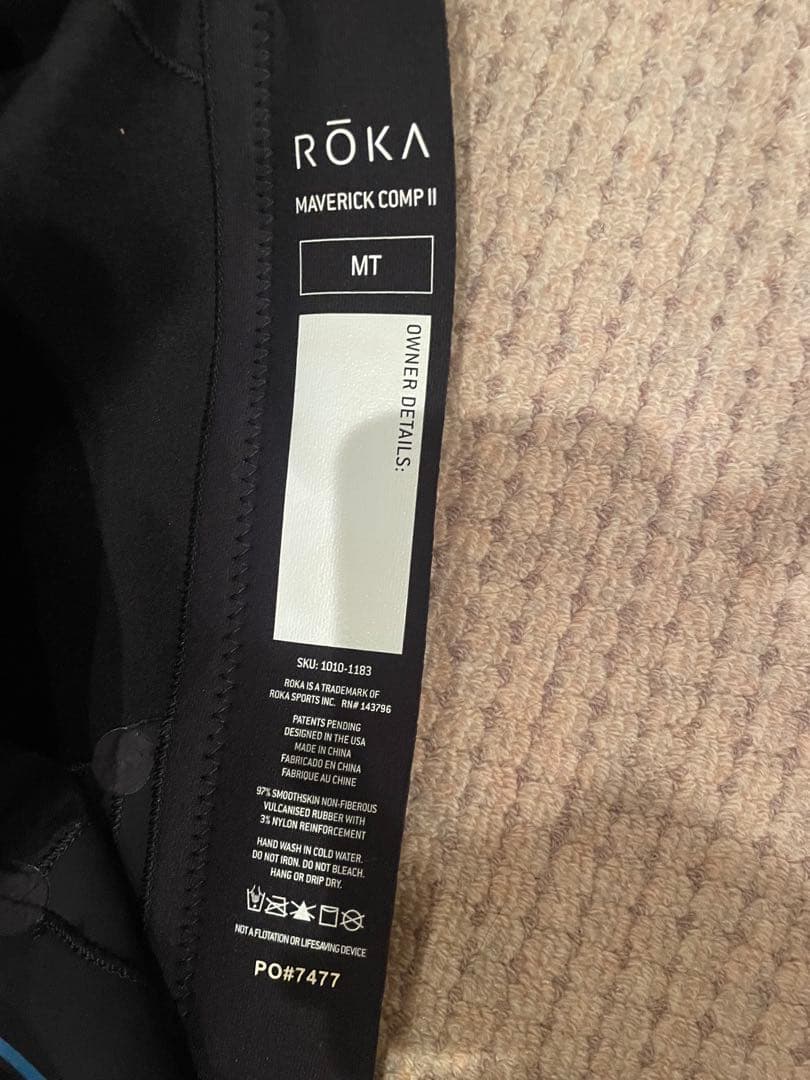 RŌKA
MAVERICK COMP II
MT
OWNER DETAILS:
SKU: 1010-1183
ROKA IS A TRADEMARK OF
ROKA SPORTS INC. RN# 143796
PATENTS PENDING
DESIGNED IN THE USA
MADE IN CHINA
FABRICADO EN CHINA
FABRIQUE AU CHINE
97% SMOOTHSKIN NON-FIBEROUS
VULCANISED RUBBER WITH
3% NYLON REINFORCEMENT
HAND WASH IN COLD WATER.
DO NOT IRON. DO NOT BLEACH.
HANG OR DRIP DRY.
NOT A FLOTATION OR LIFESAVING DEVICE
PO#7477